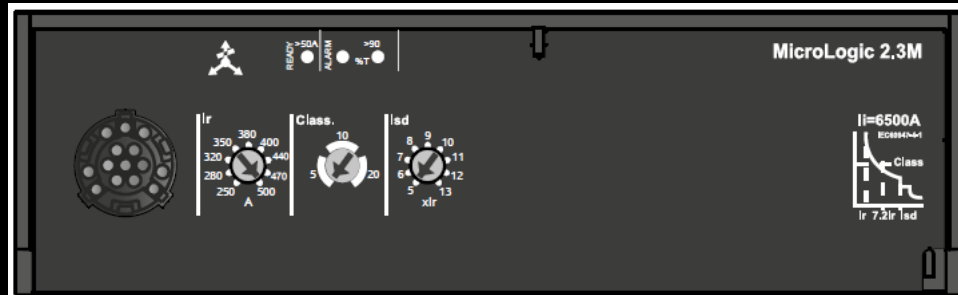 READY
>50A
ALARM
>90
%T
MicroLogic 2.3M
Ir
250
280
320
350
380
400
440
470
500
A
Class.
5
10
20
Isd
5
6
7
8
9
10
11
12
13
xIr
Ii=6500A
IEC60947-4-1
Class
Ir 7.2Ir Isd